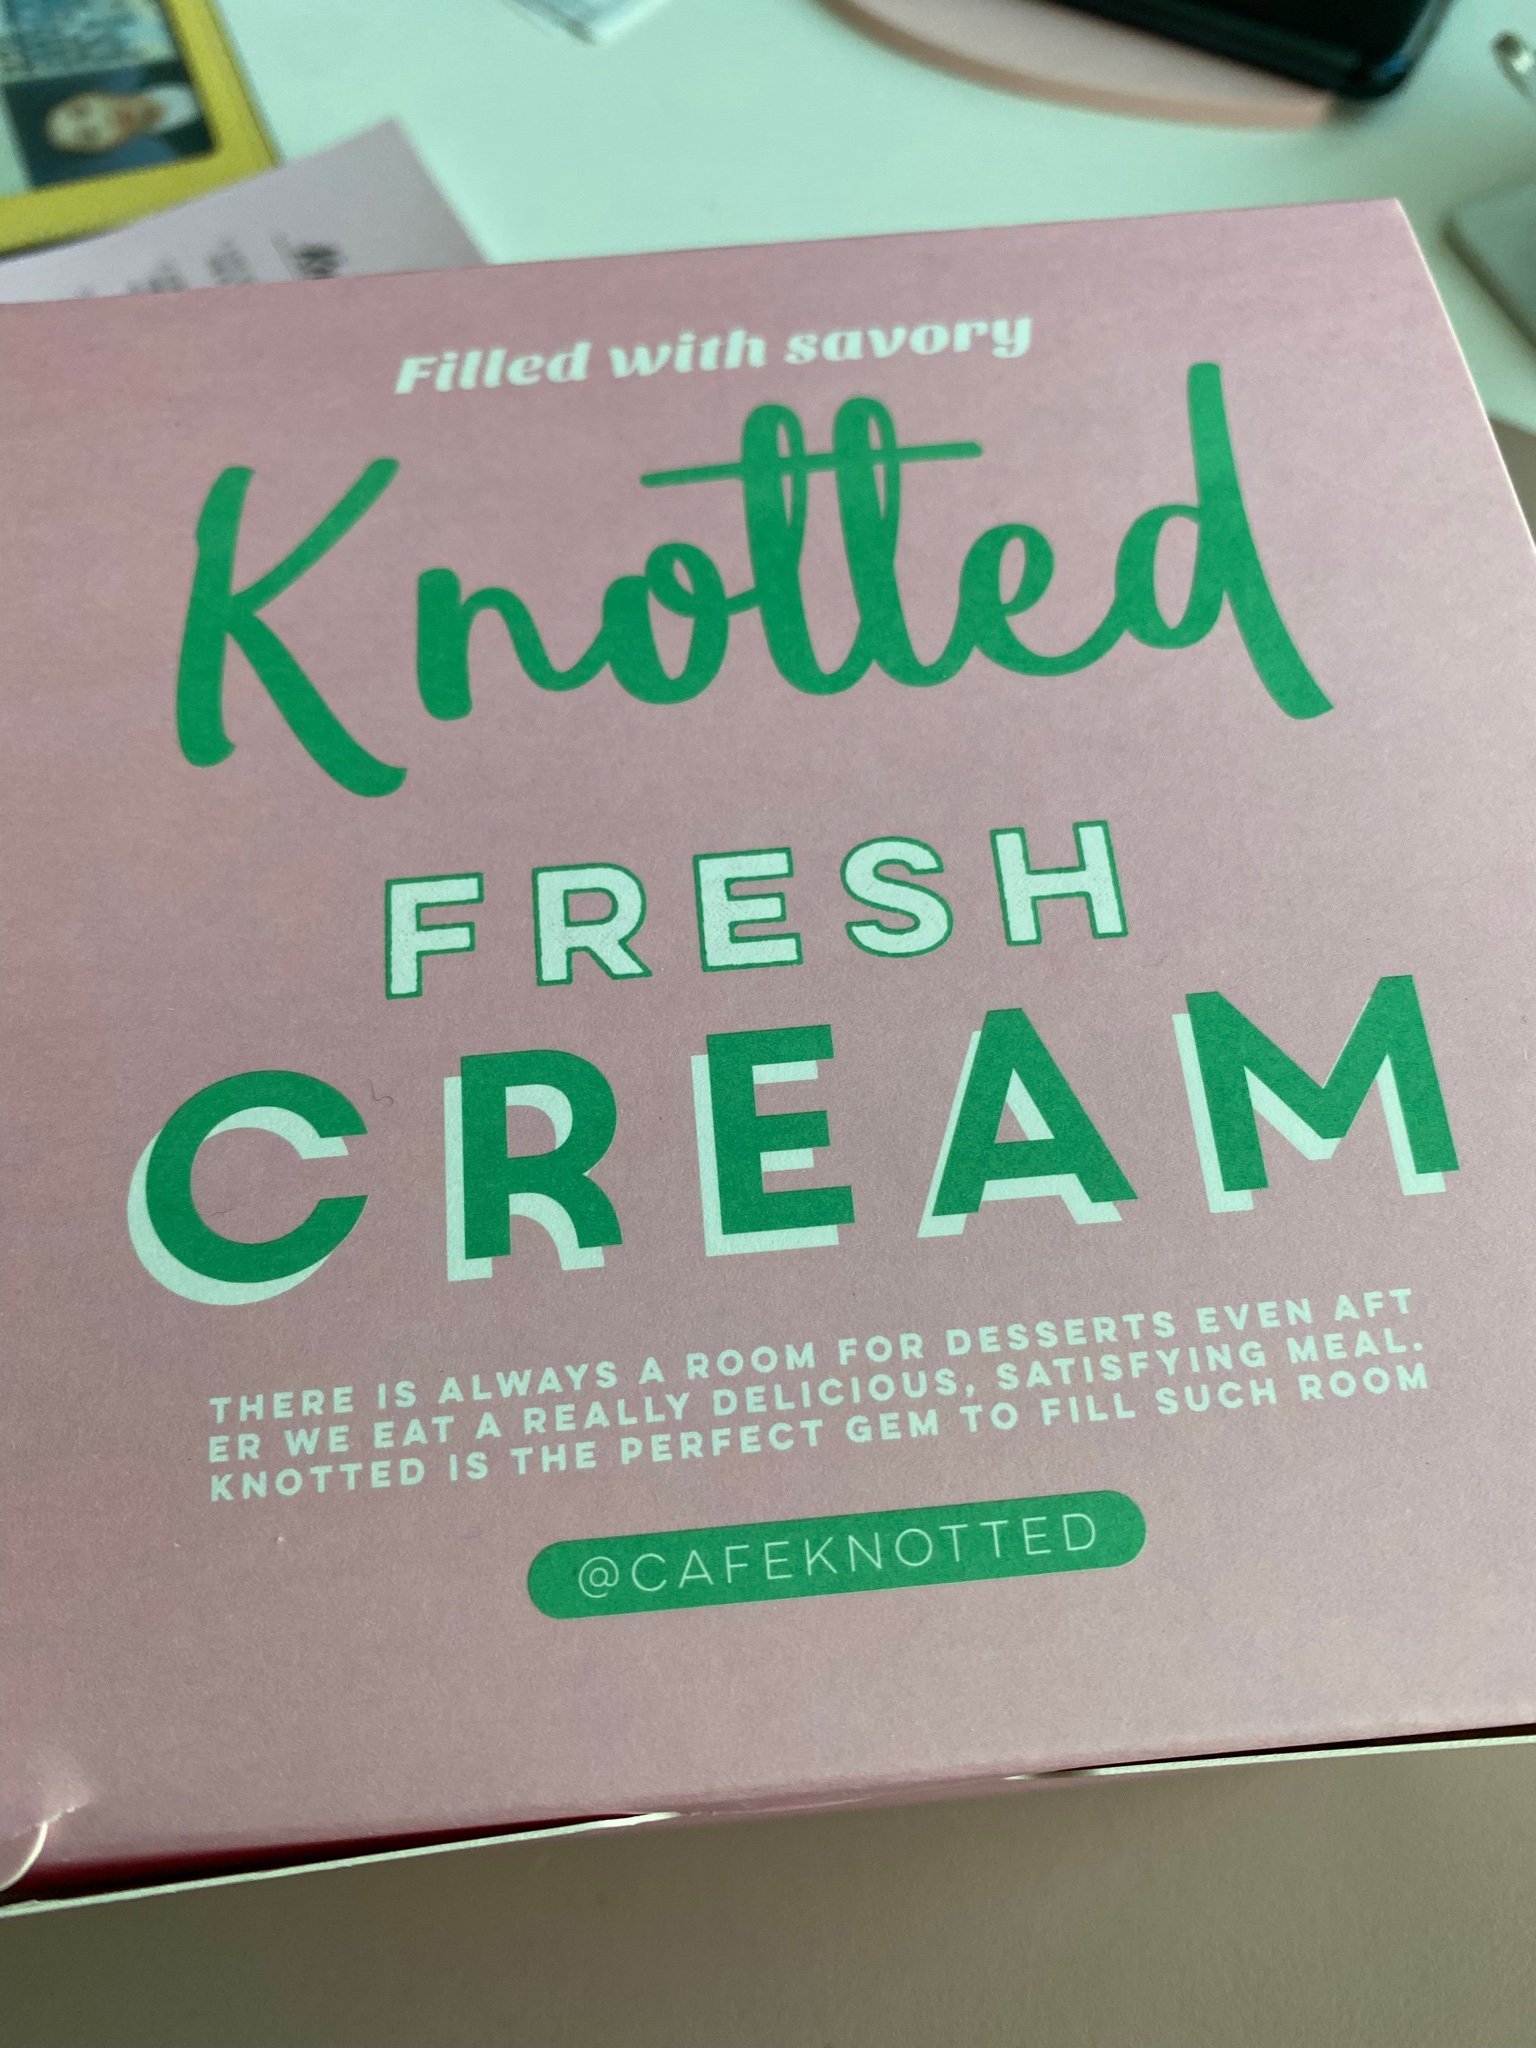 Filled with savory
Knotted
FRESH
CREAM
THERE IS ALWAYS A ROOM FOR DESSERTS EVEN AFT
ER WE EAT A REALLY DELICIOUS, SATISFYING MEAL.
KNOTTED IS THE PERFECT GEM TO FILL SUCH ROOM
@CAFEKNOTTED